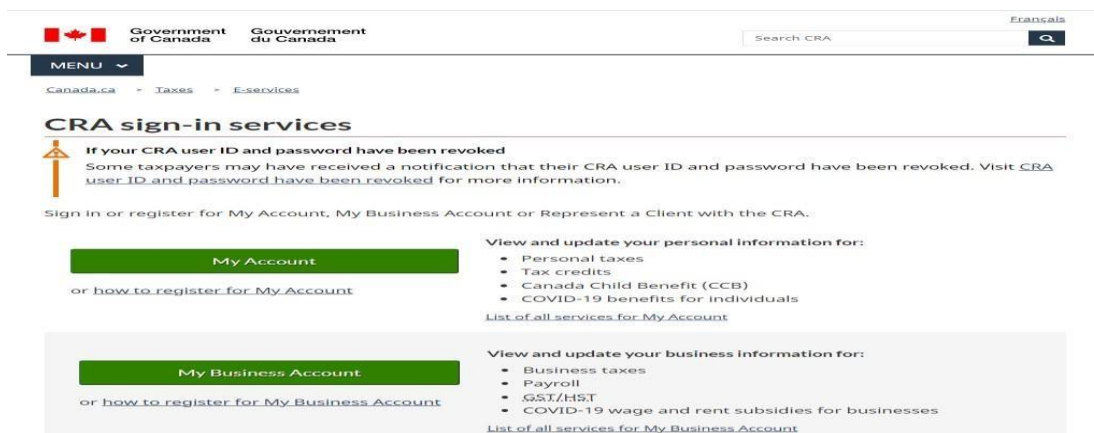 Français
Government of Canada
Gouvernement du Canada
Search CRA
MENU
Canada.ca
Taxes
E-services
CRA sign-in services
If your CRA user ID and password have been revoked
Some taxpayers may have received a notification that their CRA user ID and password have been revoked. Visit CRA
user ID and password have been revoked for more information.
Sign in or register for My Account, My Business Account or Represent a Client with the CRA.
My Account
or how to register for My Account
View and update your personal information for:
• Personal taxes
• Tax credits
• Canada Child Benefit (CCB)
• COVID-19 benefits for individuals
List of all services for My Account
My Business Account
or how to register for My Business Account
View and update your business information for:
• Business taxes
• Payroll
• GST/HST
• COVID-19 wage and rent subsidies for businesses
List of all services for My Business Account